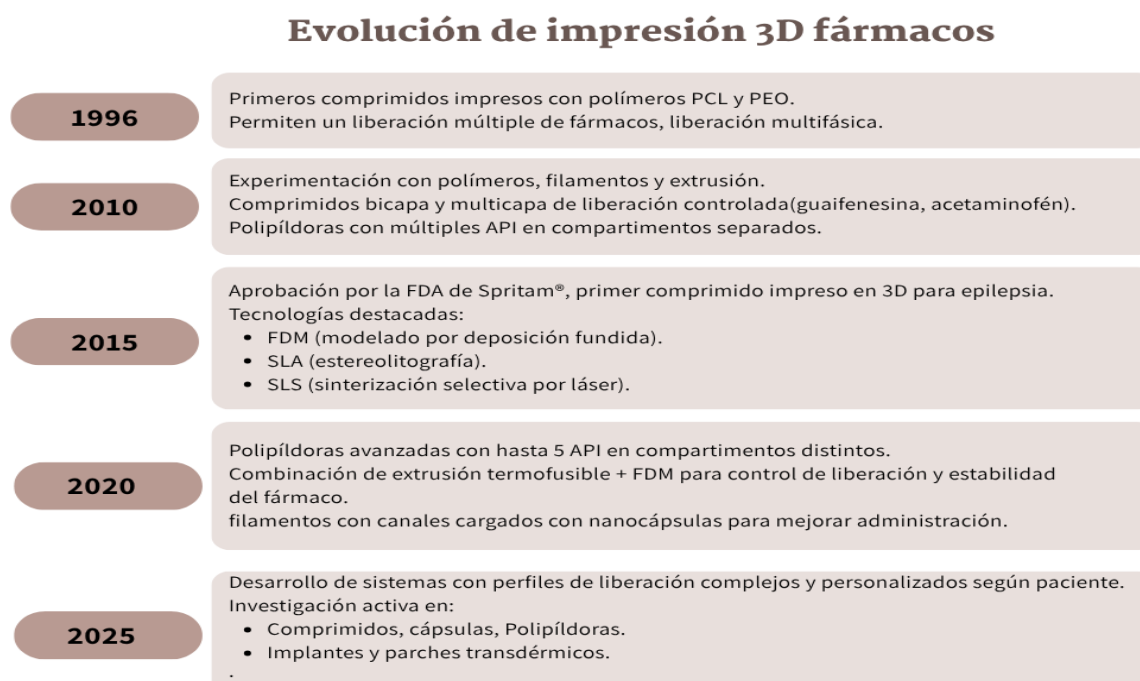 Evolución de impresión 3D fármacos
1996
Primeros comprimidos impresos con polímeros PCL y PEO.
Permiten un liberación múltiple de fármacos, liberación multifásica.
2010
Experimentación con polímeros, filamentos y extrusión.
Comprimidos bicapa y multicapa de liberación controlada(guaifenesina, acetaminofén).
Polipíldoras con múltiples API en compartimentos separados.
2015
Aprobación por la FDA de Spritam®, primer comprimido impreso en 3D para epilepsia.
Tecnologías destacadas:
• FDM (modelado por deposición fundida).
• SLA (estereolitografía).
• SLS (sinterización selectiva por láser).
2020
Polipíldoras avanzadas con hasta 5 API en compartimentos distintos.
Combinación de extrusión termofusible + FDM para control de liberación y estabilidad
del fármaco.
filamentos con canales cargados con nanocápsulas para mejorar administración.
2025
Desarrollo de sistemas con perfiles de liberación complejos y personalizados según paciente.
Investigación activa en:
• Comprimidos, cápsulas, Polipíldoras.
• Implantes y parches transdérmicos.
.